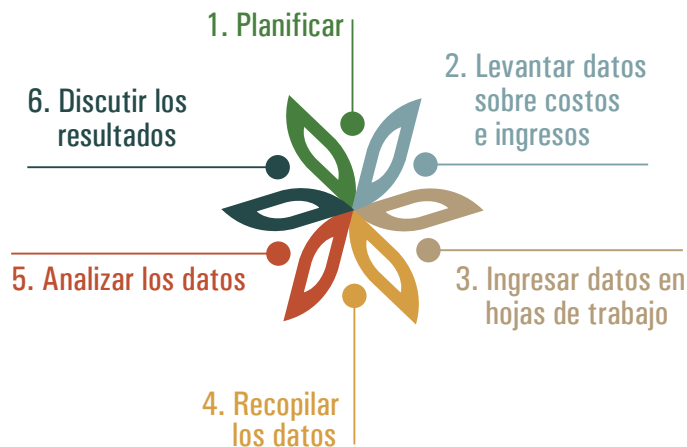 1. Planificar
2. Levantar datos
sobre costos
e ingresos
3. Ingresar datos en
hojas de trabajo
4. Recopilar
los datos
5. Analizar los datos
6. Discutir los
resultados